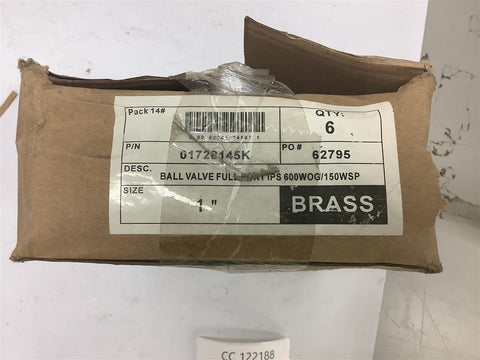 Pack 14#
QTY:
6
P/N
01728145K
PO #
62795
DESC.
BALL VALVE FULL PORT IPS 600WOG/150WSP
SIZE
1 "
BRASS
CC 122188